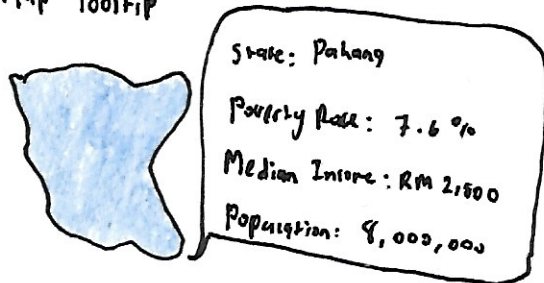 Tooltip
State: Pahang
Poverty Rate: 7.6%
Median Income: RM 2,500
Population: 8,000,000